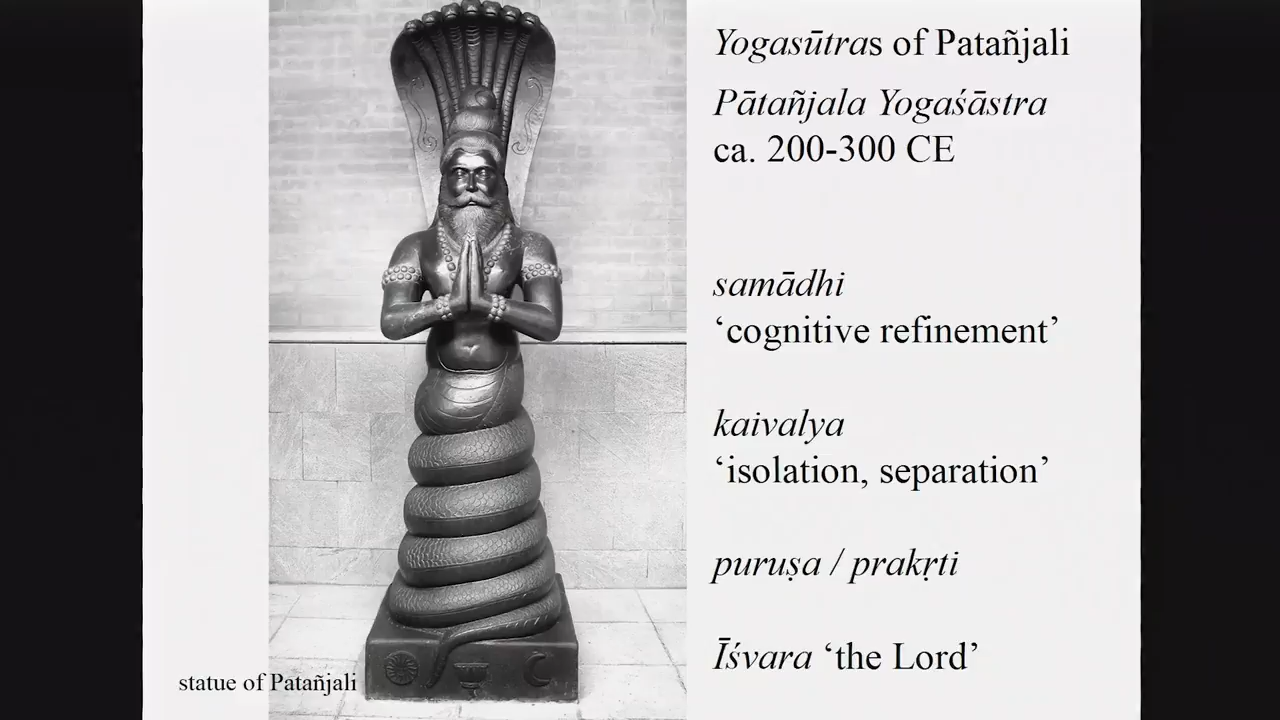 Yogasūtras of Patañjali
Pātañjala Yogaśāstra
ca. 200-300 CE
samādhi
‘cognitive refinement’
kaivalya
‘isolation, separation’
puruṣa / prakṛti
Īśvara ‘the Lord’
statue of Patañjali